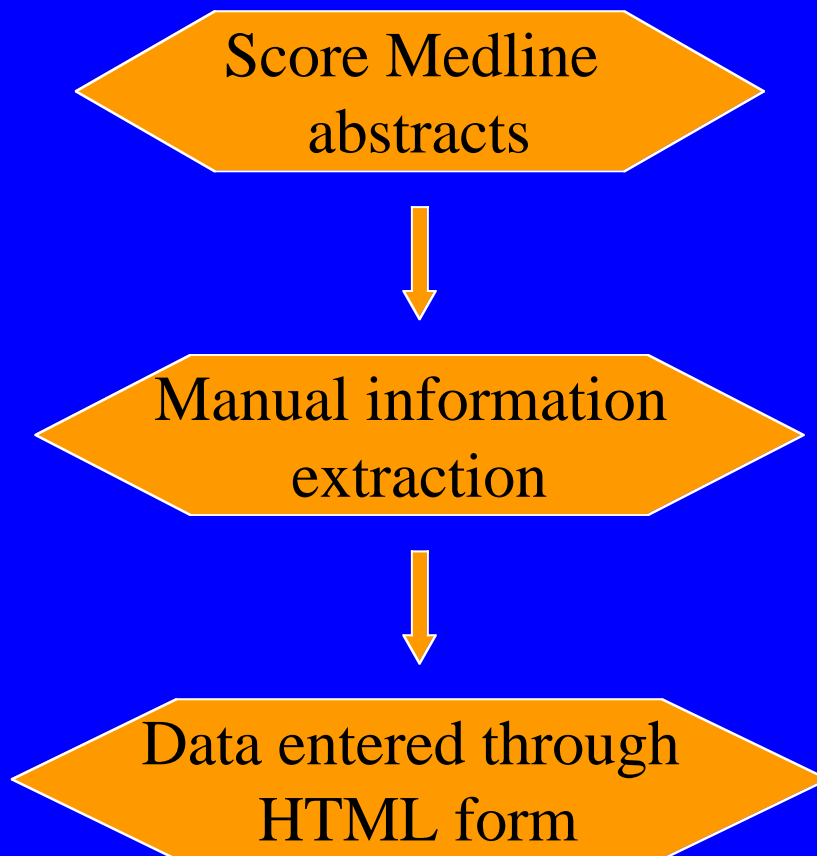 Score Medline
abstracts
Manual information
extraction
Data entered through
HTML form